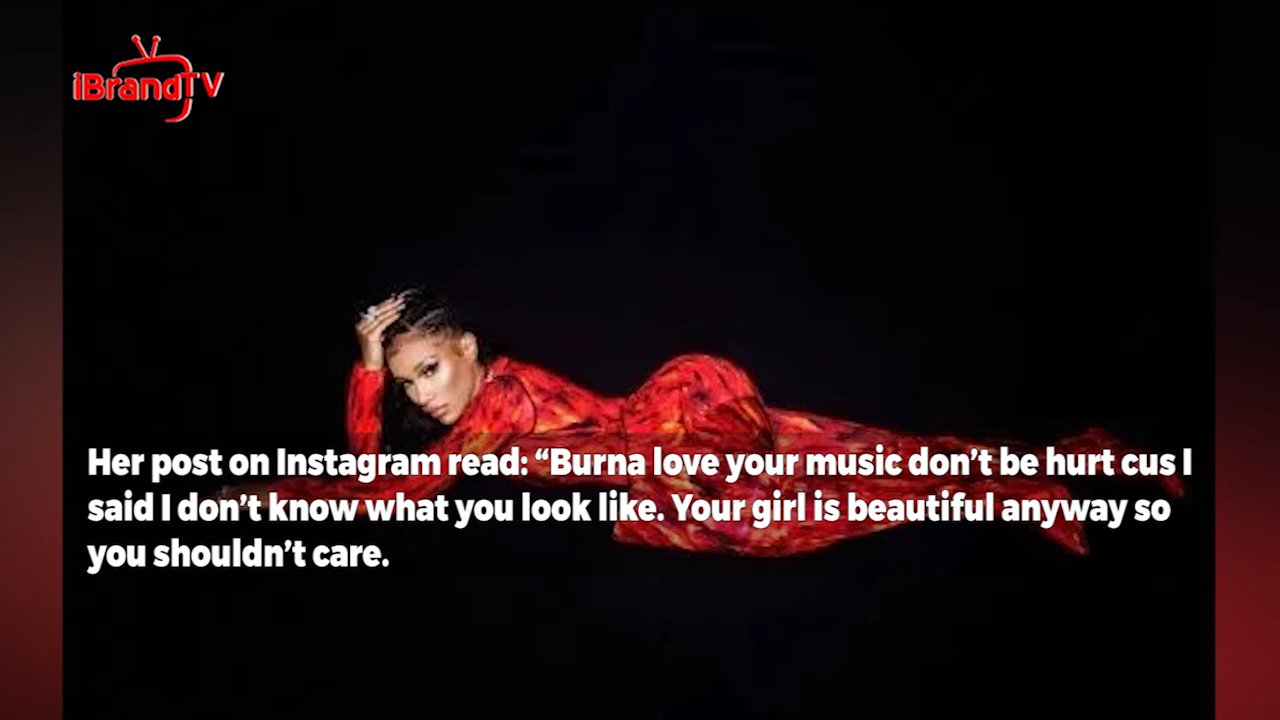 iBrandTV
Her post on Instagram read: “Burna love your music don’t be hurt cus I
said I don’t know what you look like. Your girl is beautiful anyway so
you shouldn’t care.